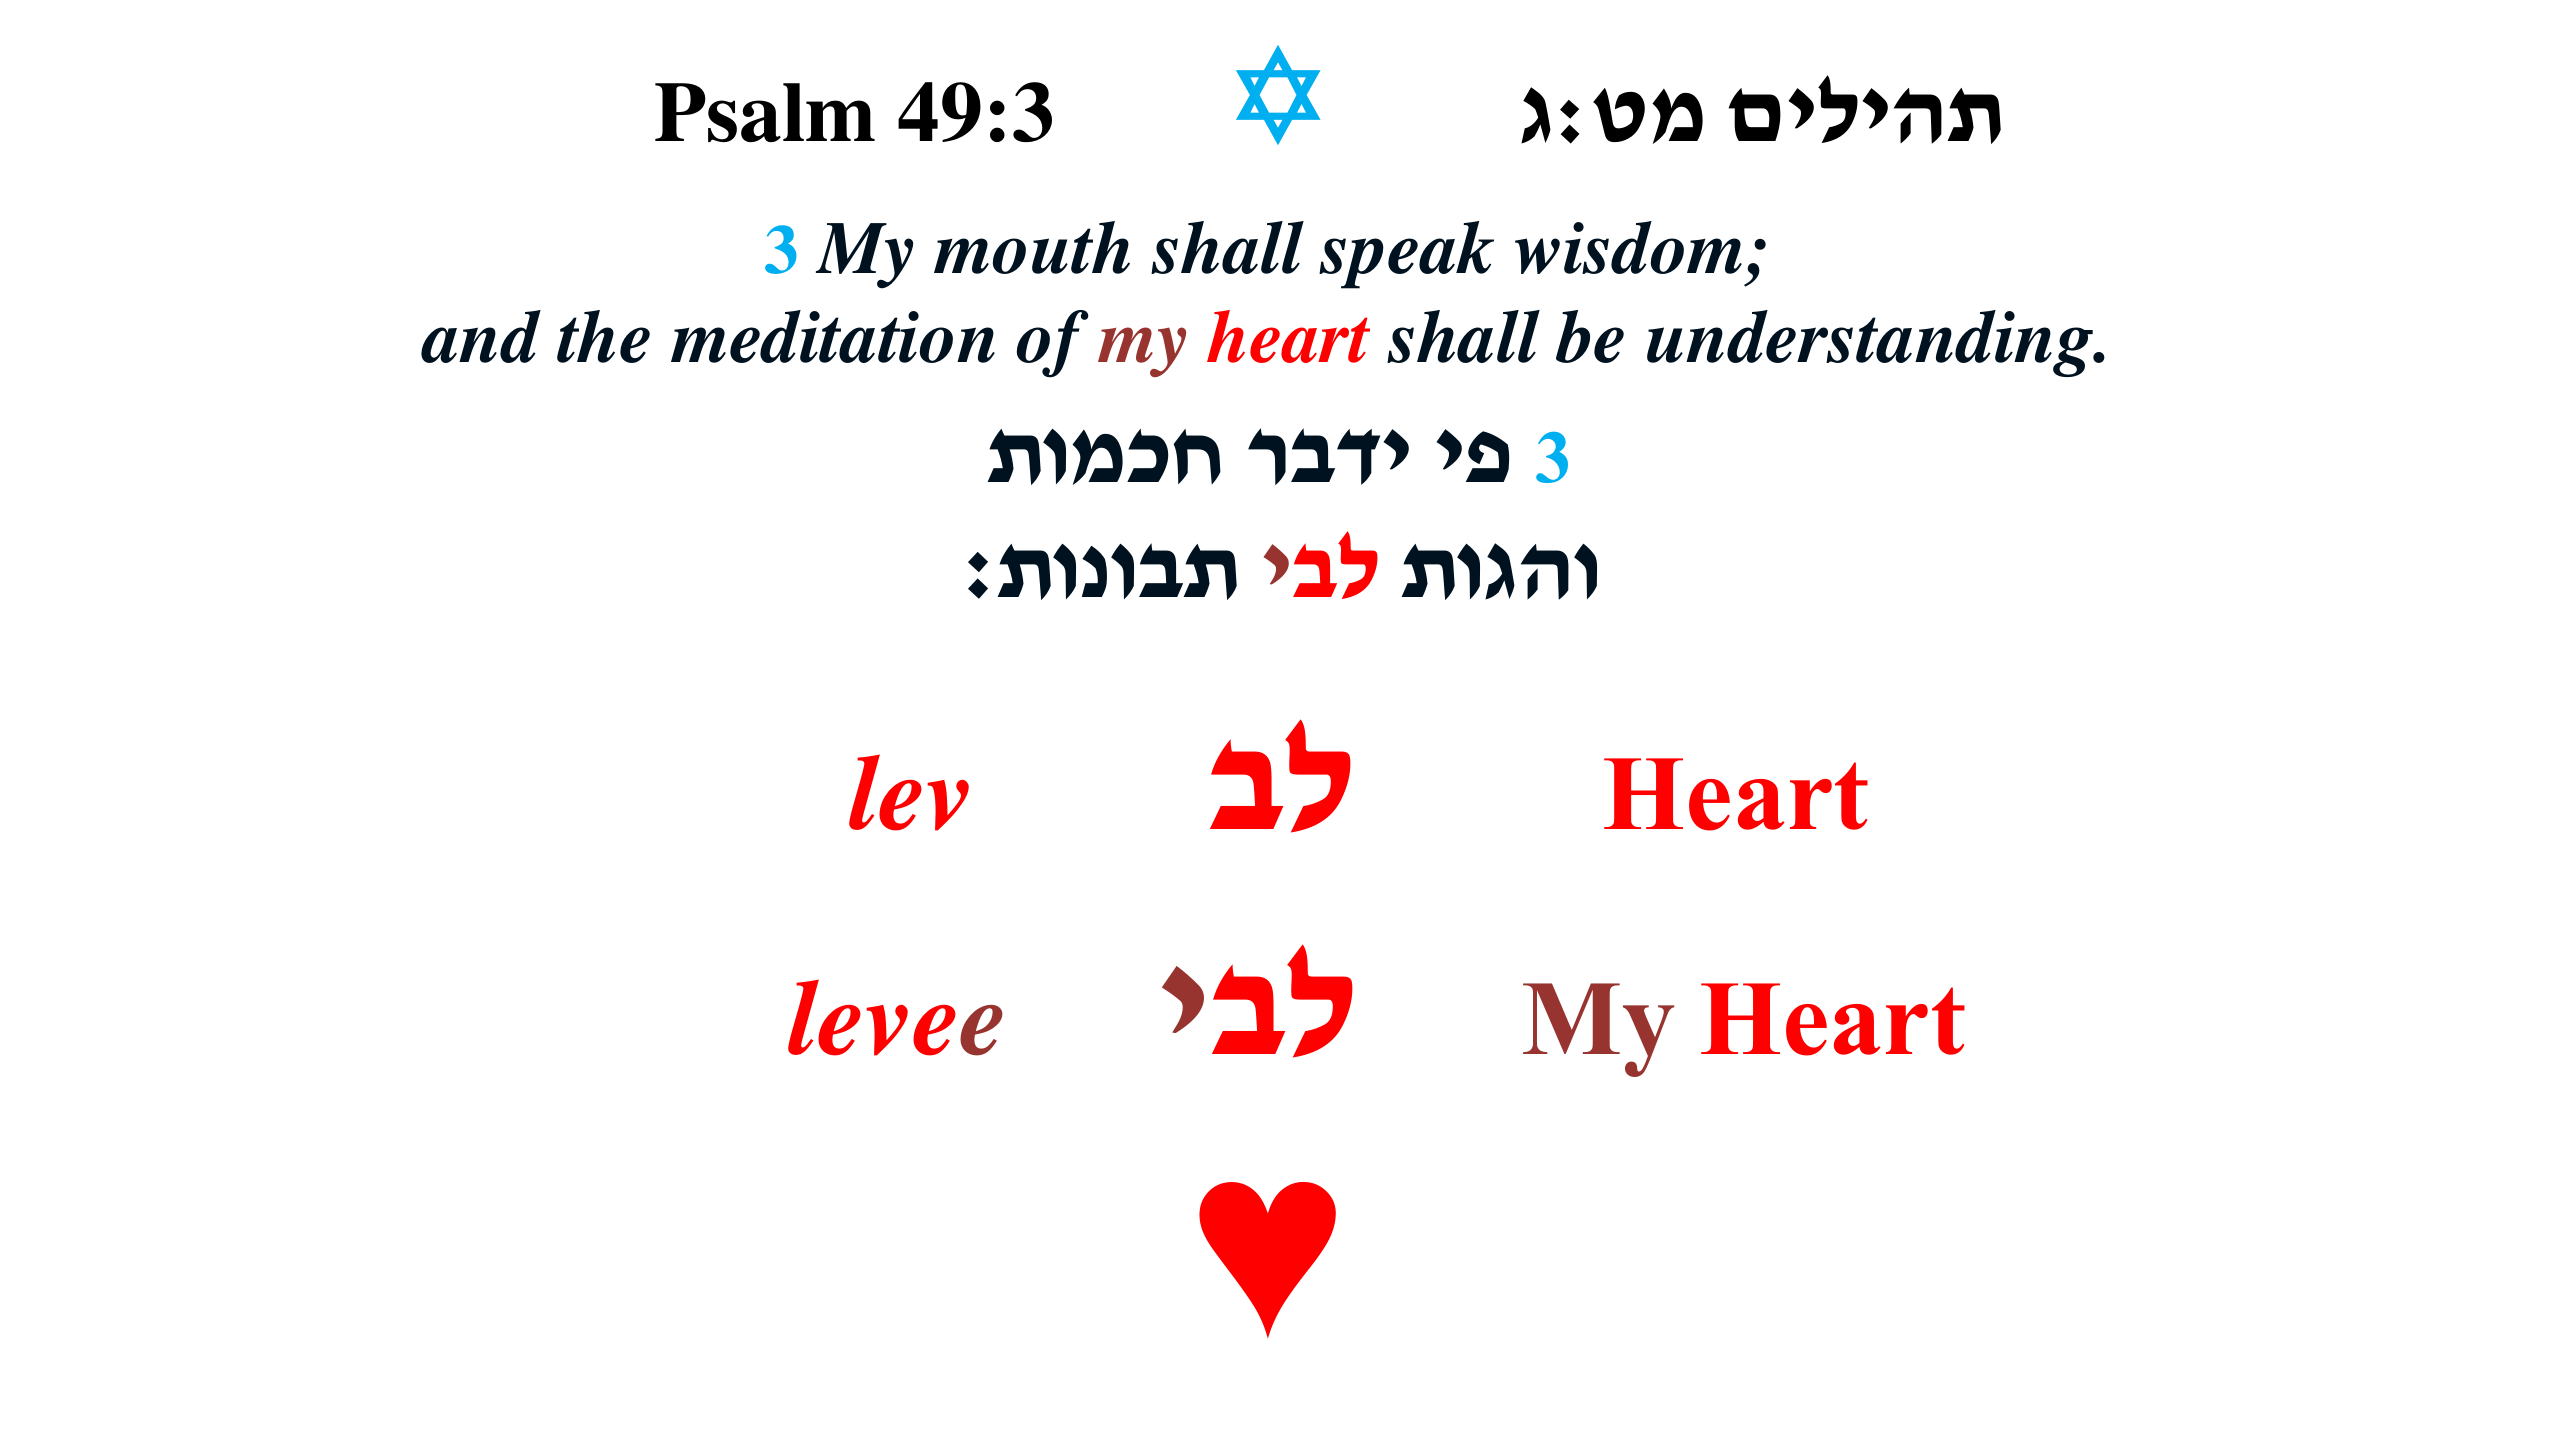 Psalm 49:3 ✡ תהילים מט:ג
3 My mouth shall speak wisdom;
and the meditation of my heart shall be understanding.
3 פי ידבר חכמות
והגות לבי תבונות:
lev לב Heart
levee לבי My Heart
♥